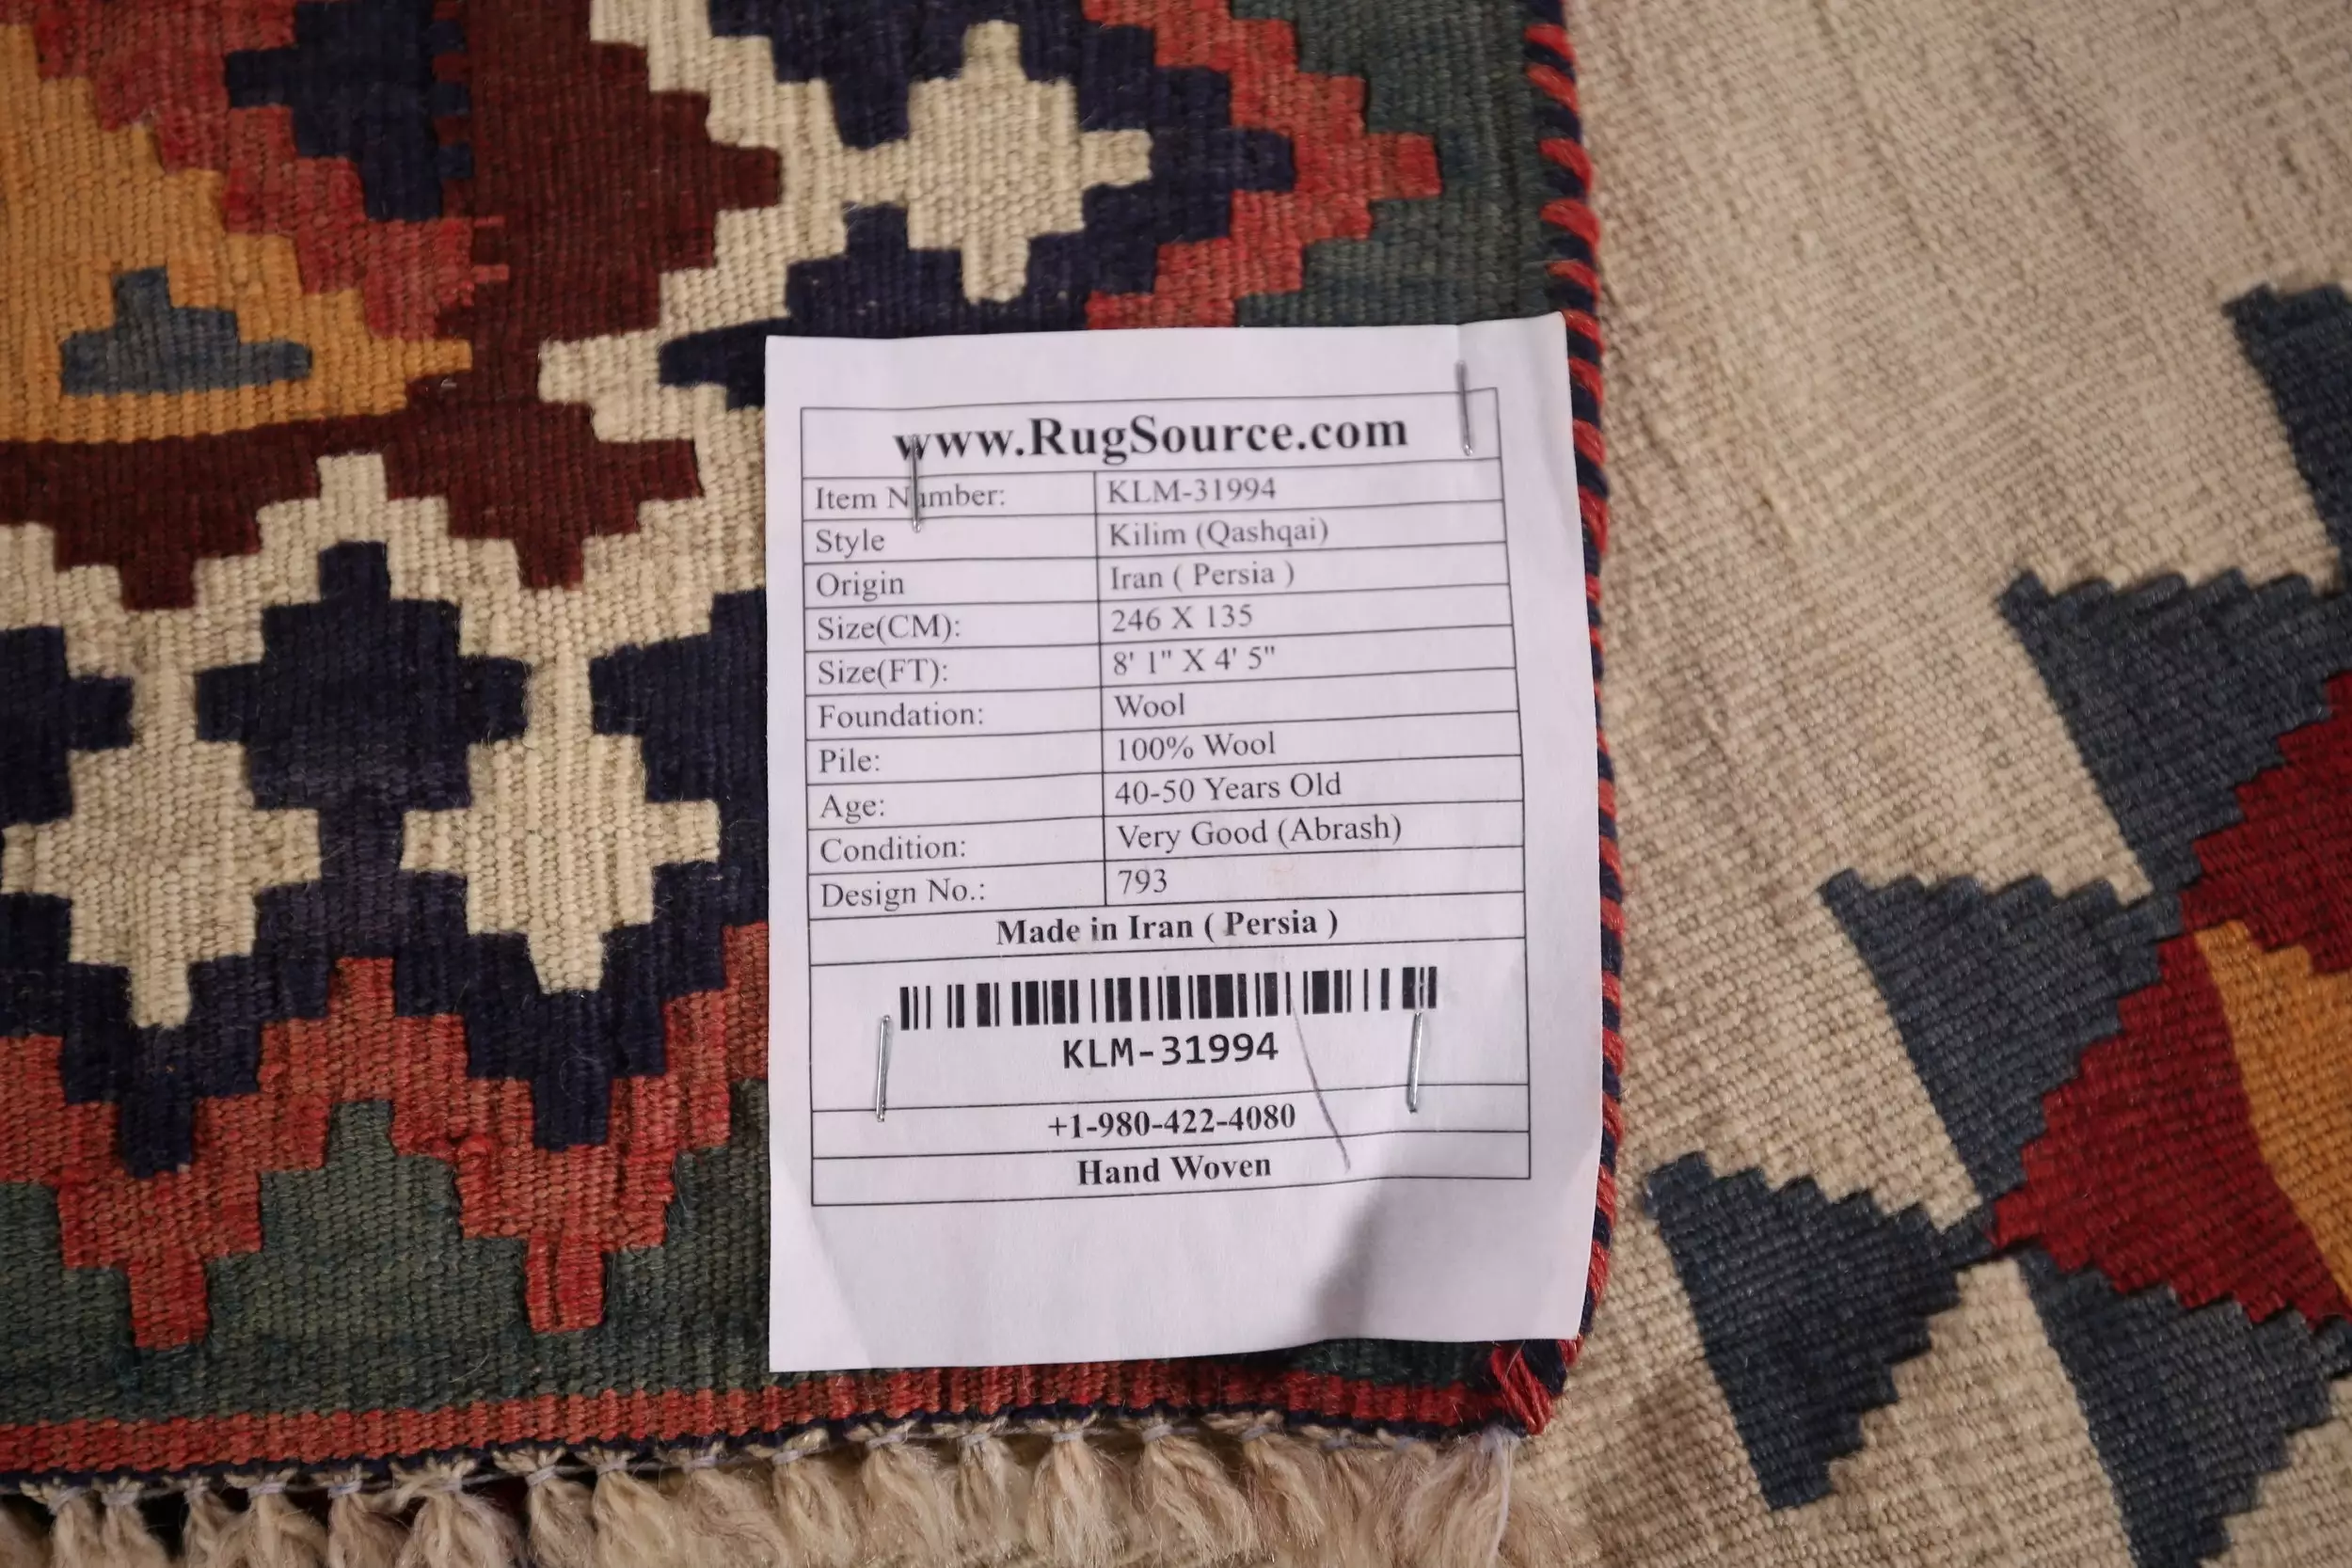 www.RugSource.com
Item Number: KLM-31994
Style Kilim (Qashqai)
Origin Iran ( Persia )
Size(CM): 246 X 135
Size(FT): 8' 1" X 4' 5"
Foundation: Wool
Pile: 100% Wool
Age: 40-50 Years Old
Condition: Very Good (Abrash)
Design No.: 793
Made in Iran ( Persia )
KLM-31994
+1-980-422-4080
Hand Woven